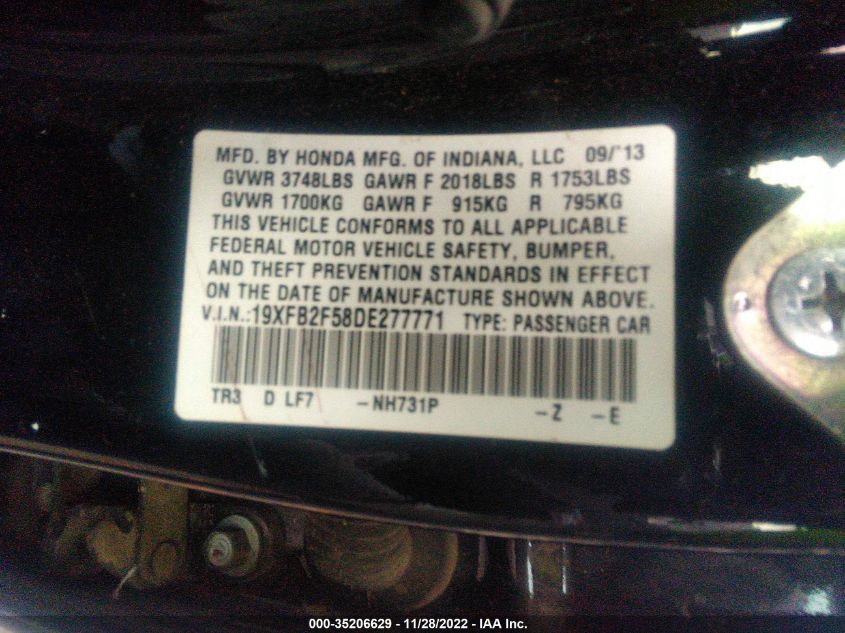 MFD. BY HONDA MFG. OF INDIANA, LLC 09/'13
GVWR 3748LBS GAWR F 2018LBS R 1753LBS
GVWR 1700KG GAWR F 915KG R 795KG
THIS VEHICLE CONFORMS TO ALL APPLICABLE
FEDERAL MOTOR VEHICLE SAFETY, BUMPER,
AND THEFT PREVENTION STANDARDS IN EFFECT
ON THE DATE OF MANUFACTURE SHOWN ABOVE.
V.I.N.:19XFB2F58DE277771 TYPE: PASSENGER CAR
TR3 D LF7 -NH731P -Z -E
000-35206629 - 11/28/2022 - IAA Inc.